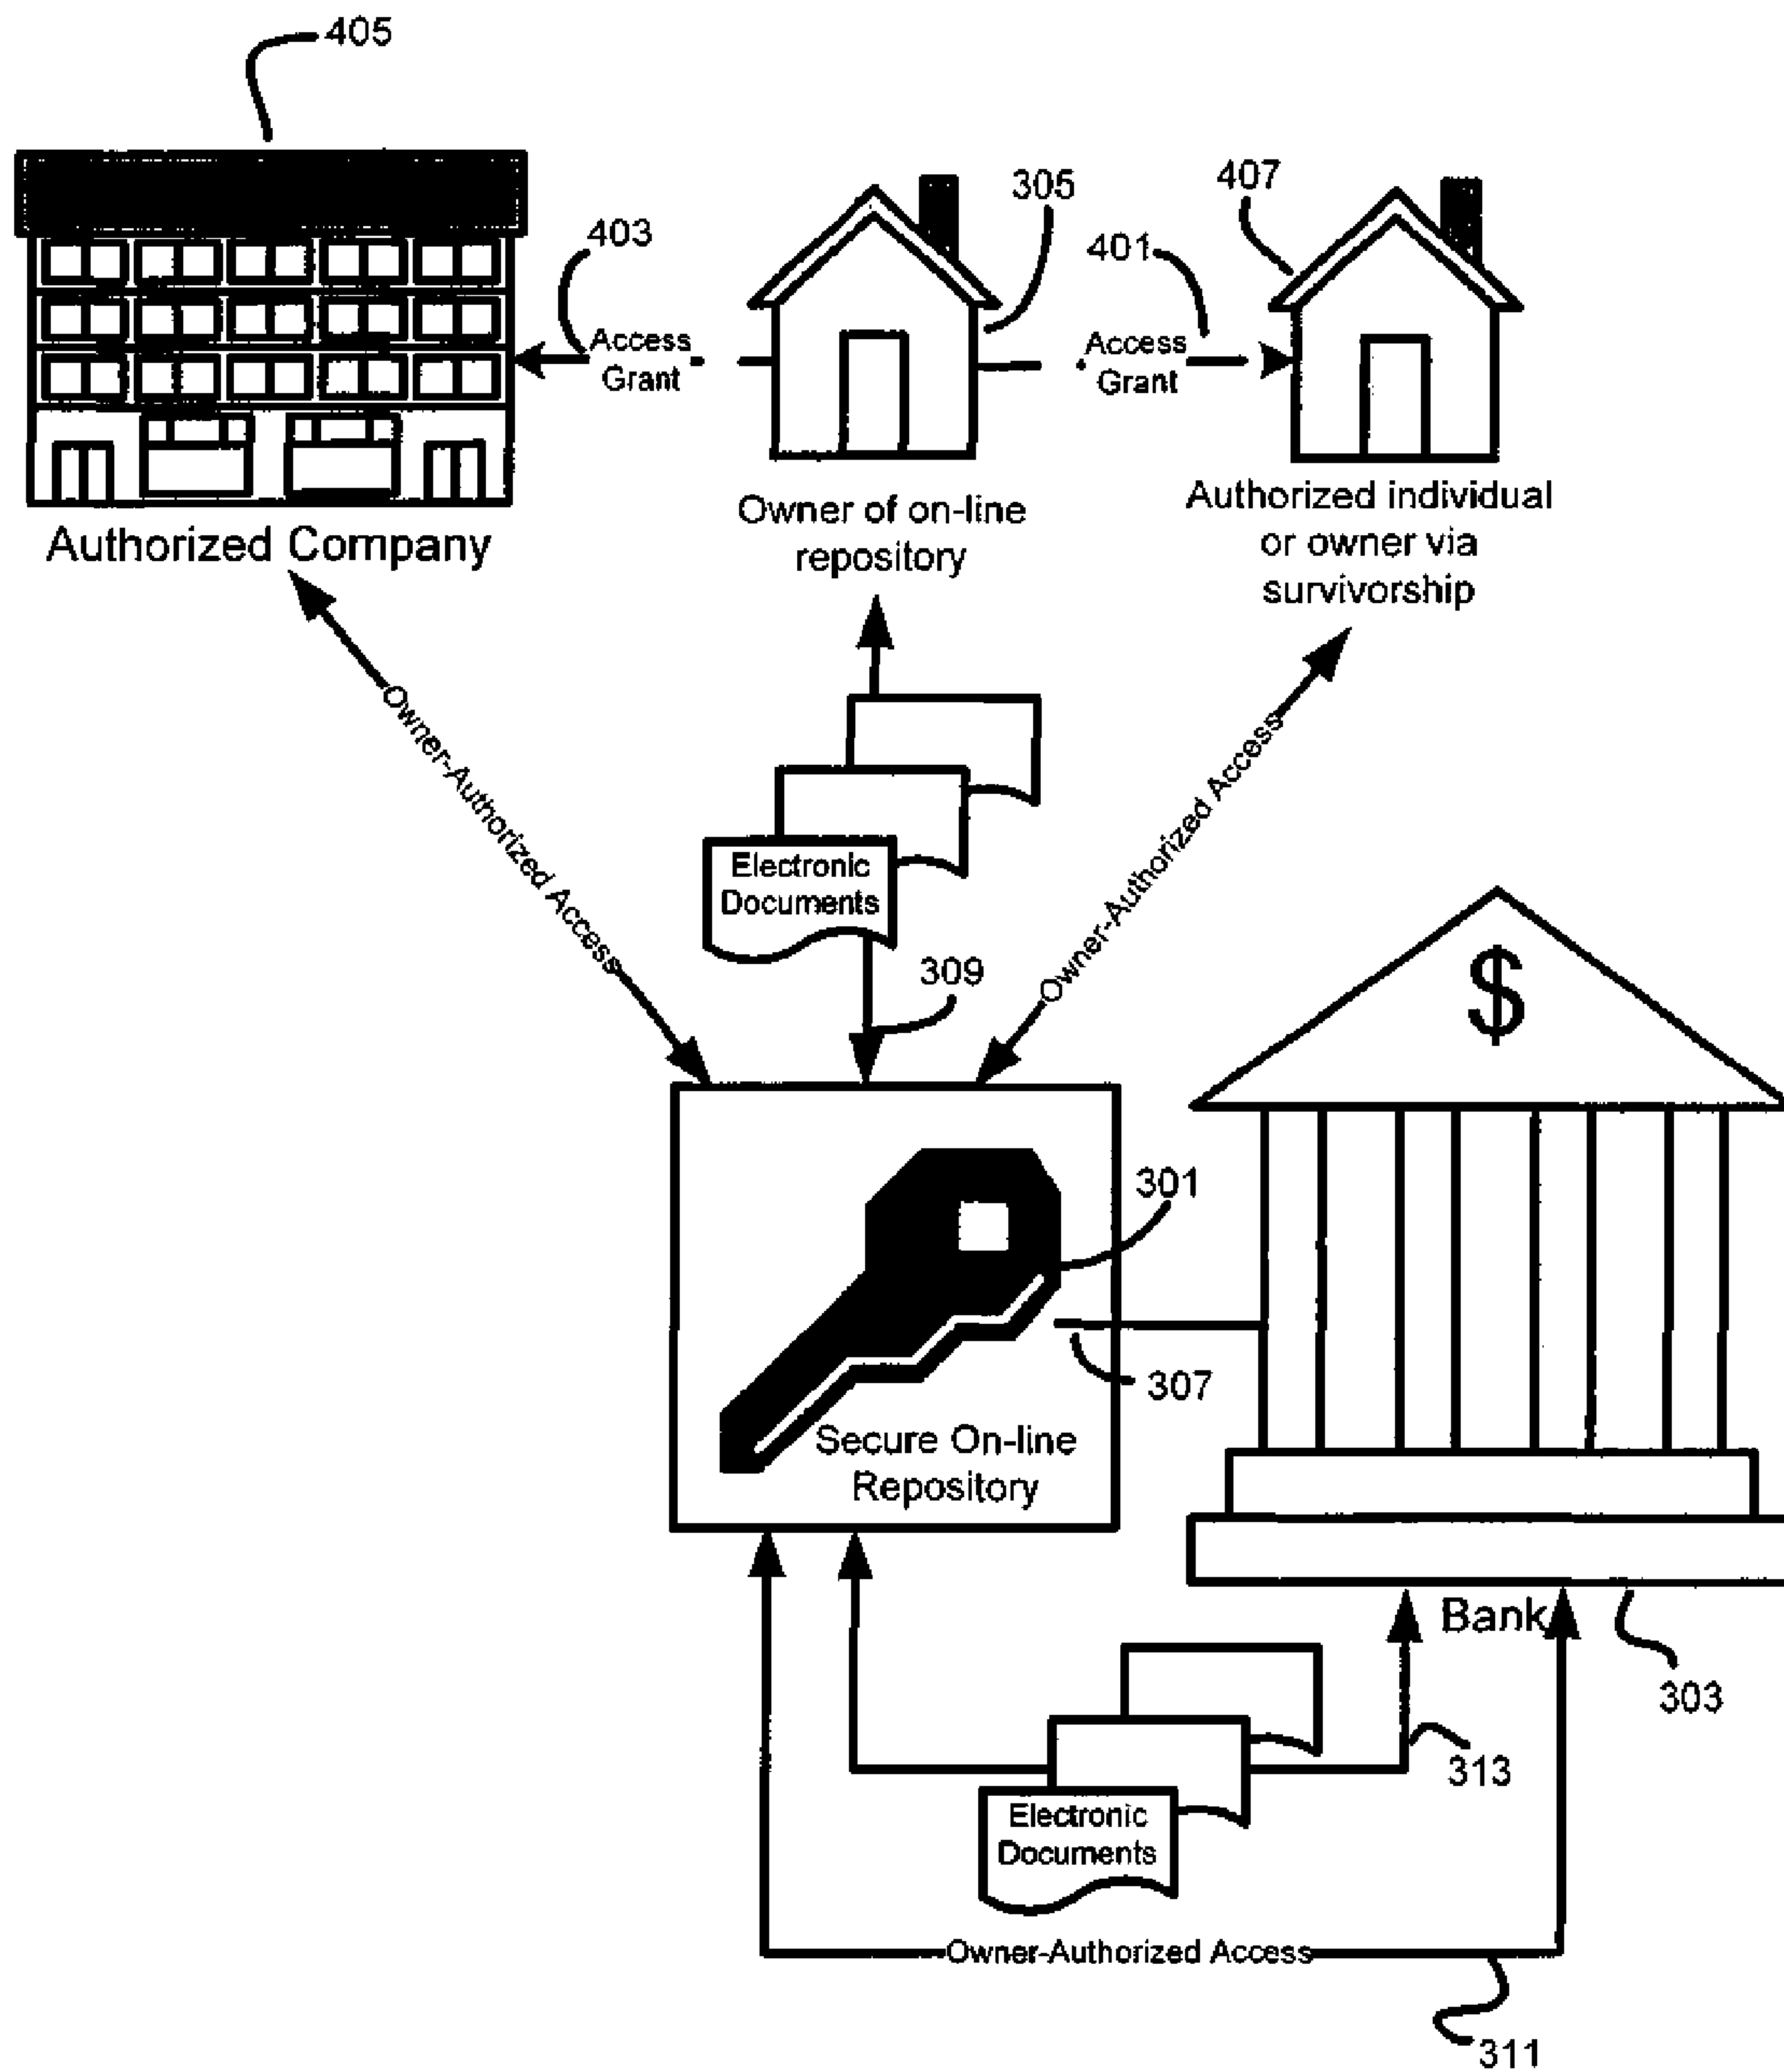 405
407
305
403
401
Access
Grant
Access
Grant
Authorized Company
Owner of on-line
repository
Authorized individual
or owner via
survivorship
Owner-Authorized Access
Owner-Authorized Access
Electronic
Documents
309
$
301
307
Secure On-line
Repository
Bank
303
313
Electronic
Documents
Owner-Authorized Access
311